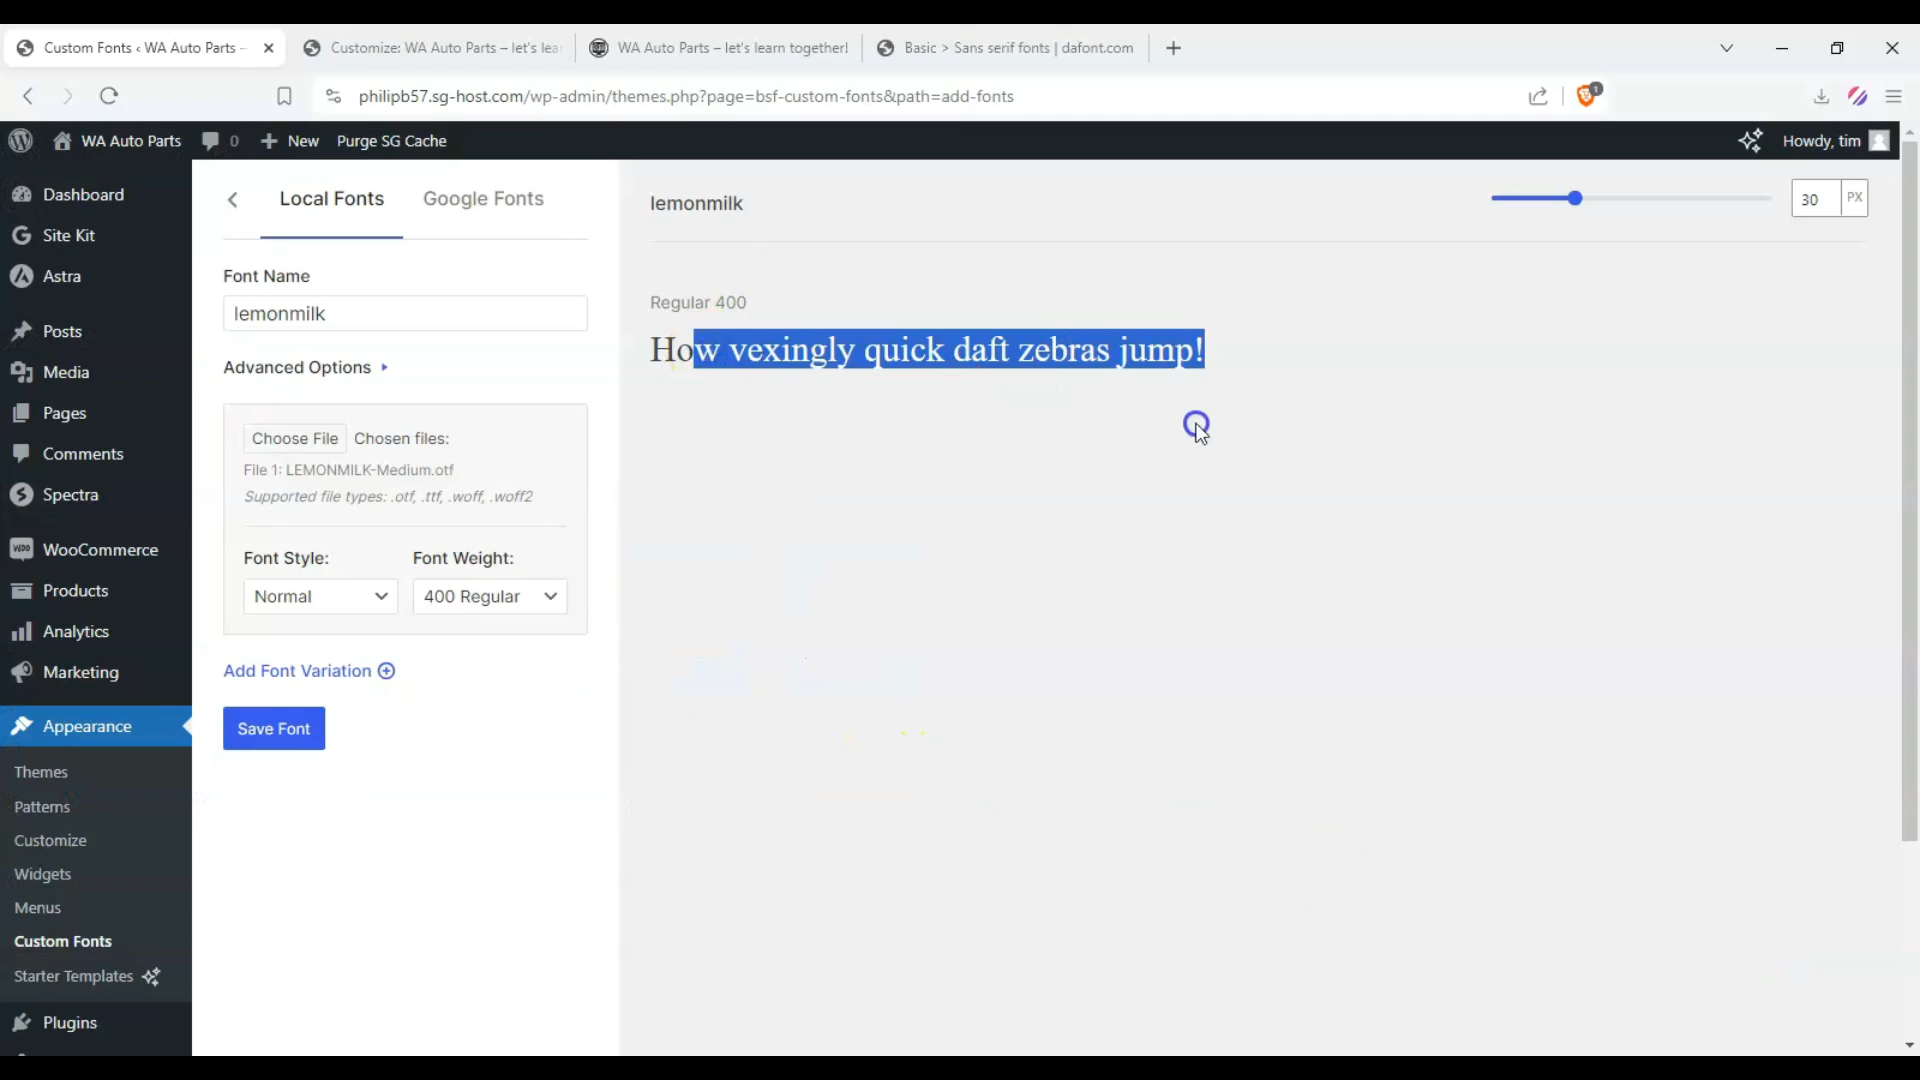 Custom Fonts ‹ WA Auto Parts –
Customize: WA Auto Parts – let's lea
WA Auto Parts – let's learn together!
Basic > Sans serif fonts | dafont.com
philipb57.sg-host.com/wp-admin/themes.php?page=bsf-custom-fonts&path=add-fonts
1
WA Auto Parts
0
New
Purge SG Cache
Howdy, tim
Dashboard
Site Kit
Astra
Posts
Media
Pages
Comments
Spectra
WooCommerce
Products
Analytics
Marketing
Appearance
Themes
Patterns
Customize
Widgets
Menus
Custom Fonts
Starter Templates
Plugins
Local Fonts
Google Fonts
Font Name
lemonmilk
Advanced Options
Choose File Chosen files:
File 1: LEMONMILK-Medium.otf
Supported file types: .otf, .ttf, .woff, .woff2
Font Style:
Font Weight:
Normal
400 Regular
Add Font Variation
Save Font
lemonmilk
30 PX
Regular 400
How vexingly quick daft zebras jump!